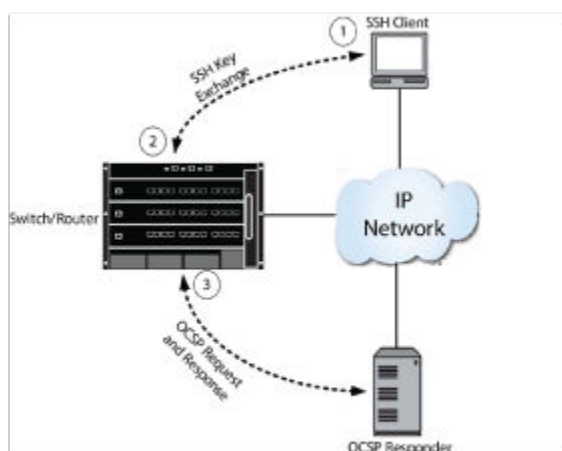 1
SSH Client
SSH Key
Exchange
2
Switch/Router
IP
Network
3
OCSP Request
and Response
OCSP Responder